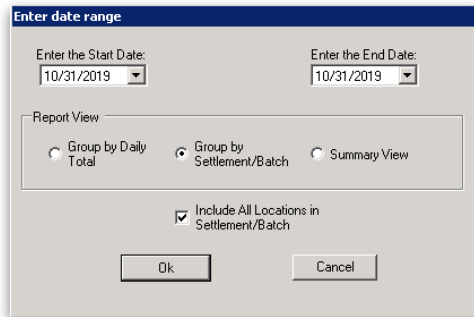 Enter date range
Enter the Start Date:
Enter the End Date:
10/31/2019
10/31/2019
Report View
Group by Daily
Total
Group by
Settlement/Batch
Summary View
Include All Locations in
Settlement/Batch
Ok
Cancel